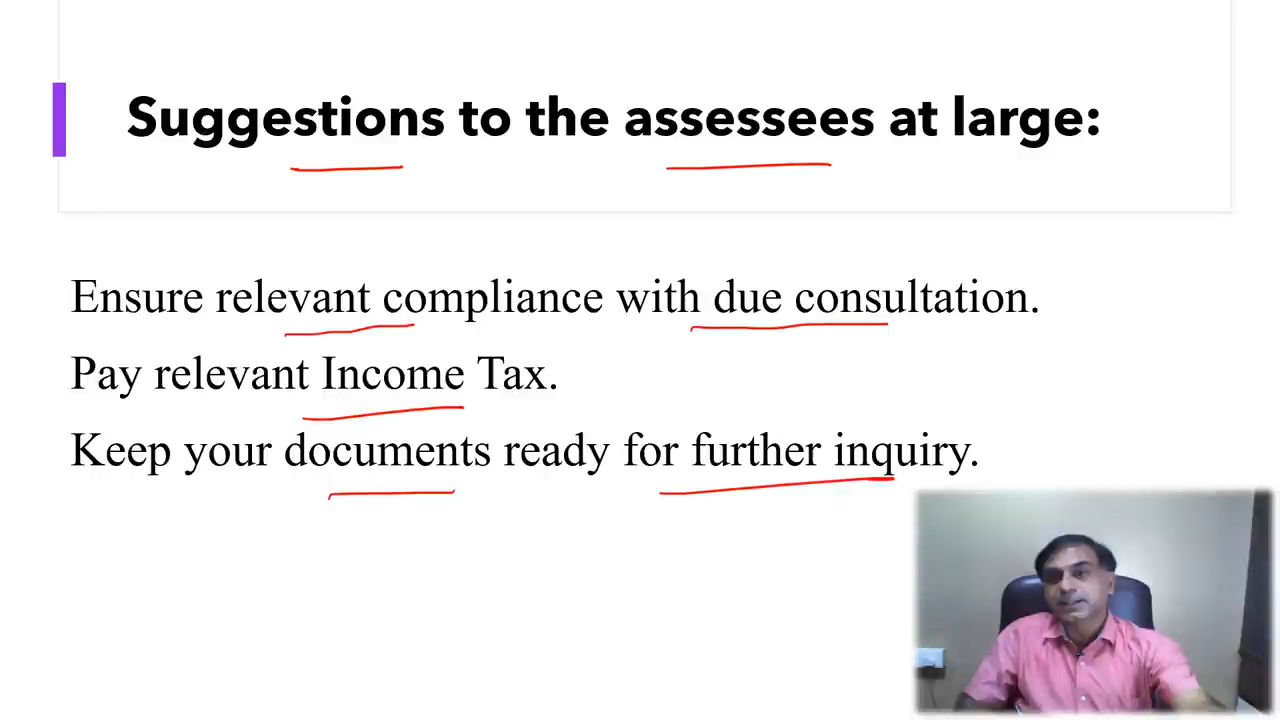 Suggestions to the assessees at large:
Ensure relevant compliance with due consultation.
Pay relevant Income Tax.
Keep your documents ready for further inquiry.